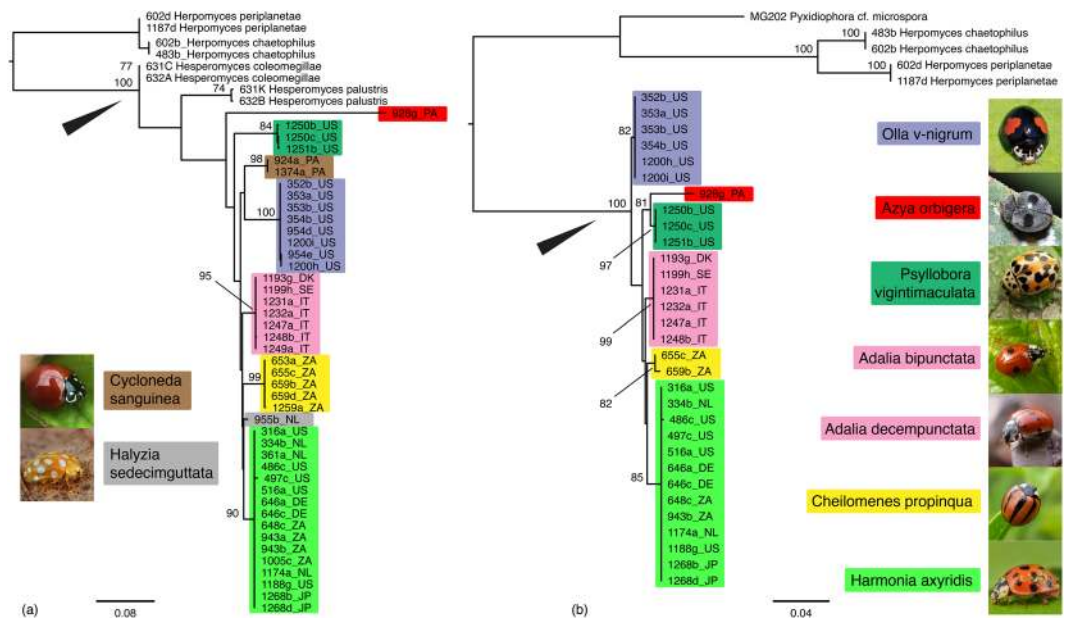 602d Herpomyces periplanetae
1187d Herpomyces periplanetae
602b_Herpomyces chaetophilus
483b_Herpomyces chaetophilus
77
631C Hesperomyces coleomegillae
100
632A Hesperomyces coleomegillae
74
631K Hesperomyces palustris
632B Hesperomyces palustris
928g_PA
84
1250b_US
1250c_US
1251b_US
98
924a_PA
1374a_PA
352b_US
353a_US
353b_US
100
354b_US
954d_US
1200i_US
954e_US
1200h_US
95
1193g_DK
1199h_SE
1231a_IT
1232a_IT
1247a_IT
1248b_IT
1249a_IT
653a_ZA
655c_ZA
99
659b_ZA
659d_ZA
1259a_ZA
955b_NL
316a_US
334b_NL
361a_NL
486c_US
497c_US
516a_US
646a_DE
90
646c_DE
648c_ZA
943a_ZA
943b_ZA
1005c_ZA
1174a_NL
1188g_US
1268b_JP
1268d_JP
Cycloneda
sanguinea
Halyzia
sedecimguttata
(a)
0.08
MG202 Pyxidiophora cf. microspora
100
100
483b Herpomyces chaetophilus
602b Herpomyces chaetophilus
100
602d Herpomyces periplanetae
1187d Herpomyces periplanetae
352b_US
353a_US
82
353b_US
354b_US
1200h_US
1200i_US
100
81
928g_PA
1250b_US
1250c_US
1251b_US
97
1193g_DK
1199h_SE
1231a_IT
1232a_IT
1247a_IT
1248b_IT
99
655c_ZA
659b_ZA
82
316a_US
334b_NL
486c_US
497c_US
516a_US
646a_DE
85
646c_DE
648c_ZA
943b_ZA
1174a_NL
1188g_US
1268b_JP
1268d_JP
Olla v-nigrum
Azya orbigera
Psyllobora
vigintimaculata
Adalia bipunctata
Adalia decempunctata
Cheilomenes propinqua
Harmonia axyridis
(b)
0.04